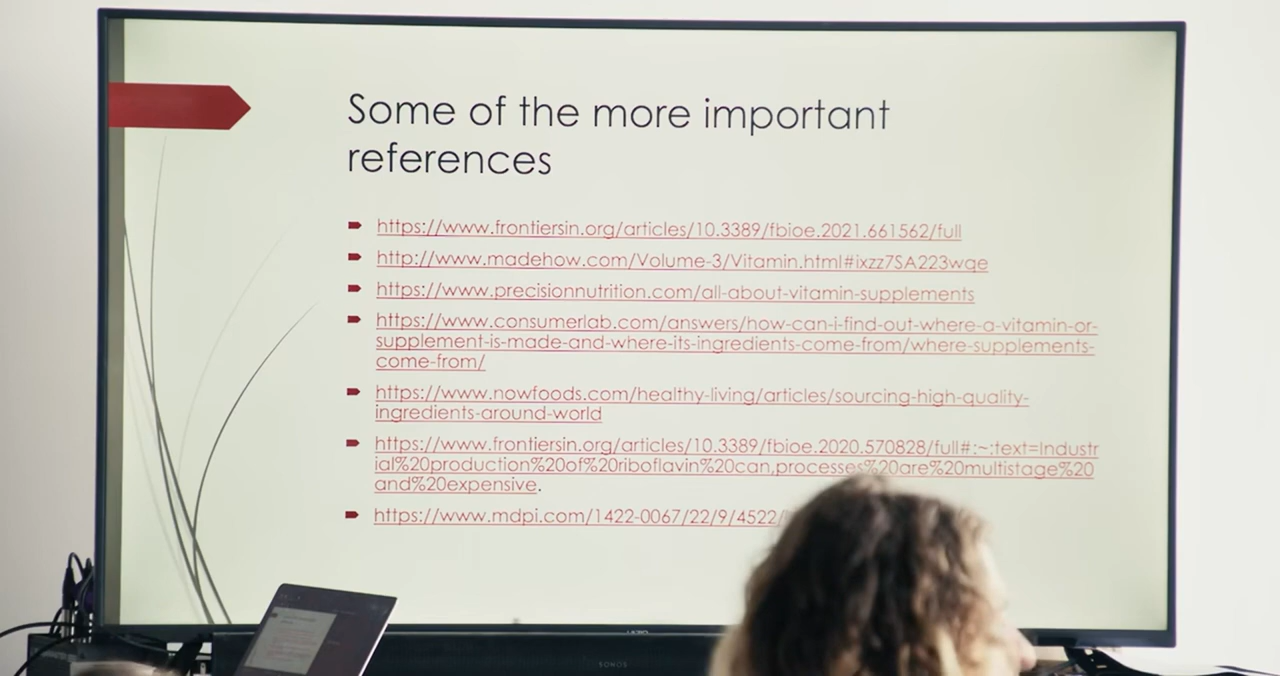 Some of the more important
references
https://www.frontiersin.org/articles/10.3389/fbioe.2021.661562/full
http://www.madehow.com/Volume-3/Vitamin.html#ixzz7SA223wqe
https://www.precisionnutrition.com/all-about-vitamin-supplements
https://www.consumerlab.com/answers/how-can-i-find-out-where-a-vitamin-or-
supplement-is-made-and-where-its-ingredients-come-from/where-supplements-
come-from/
https://www.nowfoods.com/healthy-living/articles/sourcing-high-quality-
ingredients-around-world
https://www.frontiersin.org/articles/10.3389/fbioe.2020.570828/full#:~:text=Industr
ial%20production%20of%20riboflavin%20can,processes%20are%20multistage%20
and%20expensive.
https://www.mdpi.com/1422-0067/22/9/4522/
SONOS